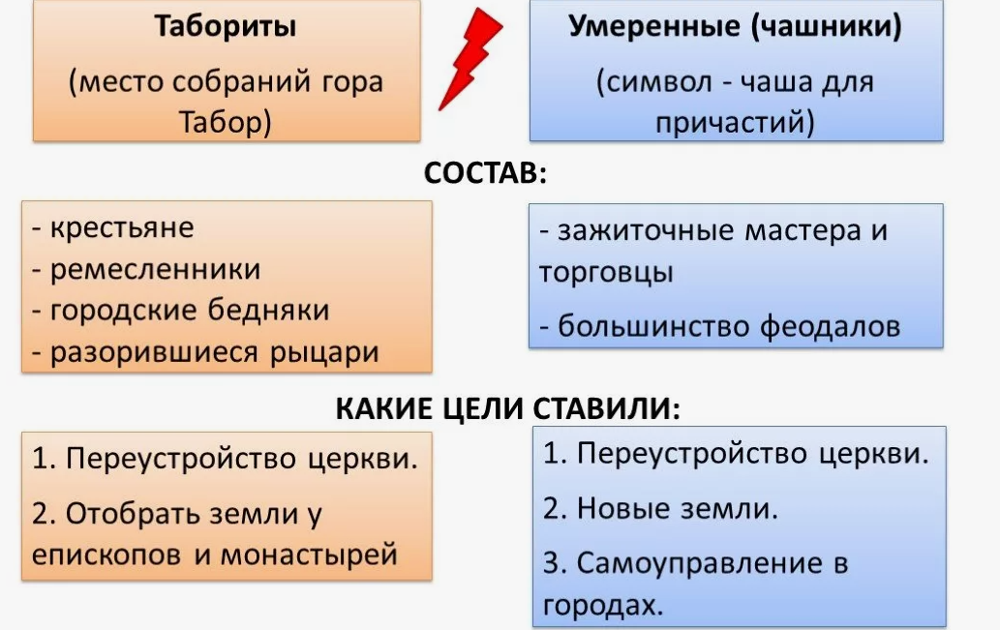 Табориты
(место собраний гора
Табор)
Умеренные (чашники)
(символ - чаша для
причастий)
СОСТАВ:
- крестьяне
- ремесленники
- городские бедняки
- разорившиеся рыцари
- зажиточные мастера и
торговцы
- большинство феодалов
КАКИЕ ЦЕЛИ СТАВИЛИ:
1. Переустройство церкви.
2. Отобрать земли у
епископов и монастырей
1. Переустройство церкви.
2. Новые земли.
3. Самоуправление в
городах.